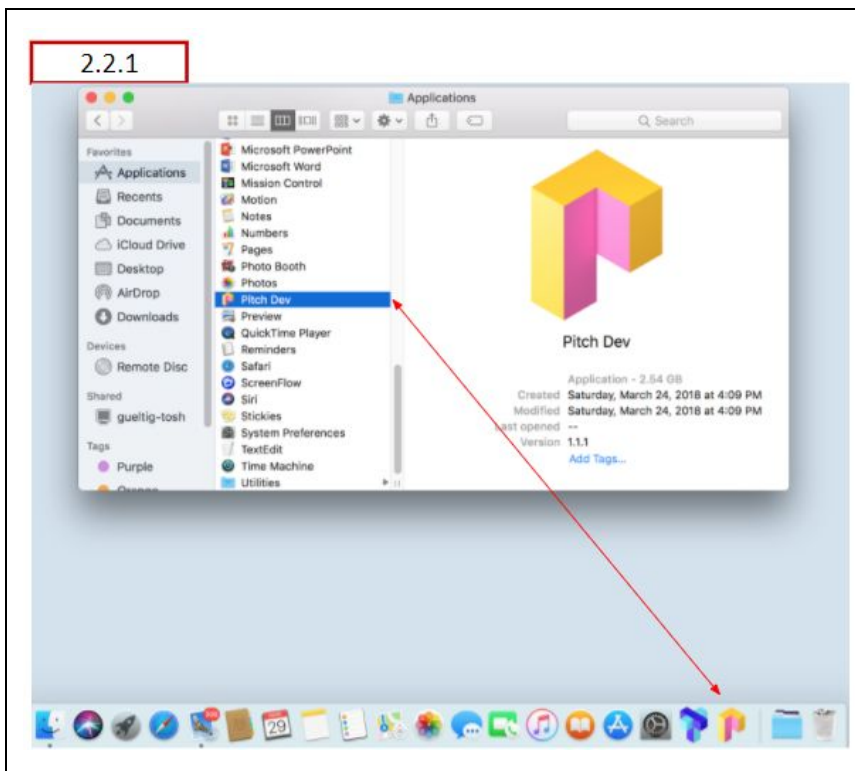 2.2.1
Applications
Search
Favorites
Applications
Recents
Documents
iCloud Drive
Desktop
AirDrop
Downloads
Devices
Remote Disc
Shared
gueltig-tosh
Tags
Purple
Orange
Microsoft PowerPoint
Microsoft Word
Mission Control
Motion
Notes
Numbers
Pages
Photo Booth
Photos
Pitch Dev
Preview
QuickTime Player
Reminders
Safari
ScreenFlow
Siri
Stickies
System Preferences
TextEdit
Time Machine
Utilities
Pitch Dev
Application - 2.54 GB
Created Saturday, March 24, 2018 at 4:09 PM
Modified Saturday, March 24, 2018 at 4:09 PM
Last opened --
Version 1.1.1
Add Tags...
29